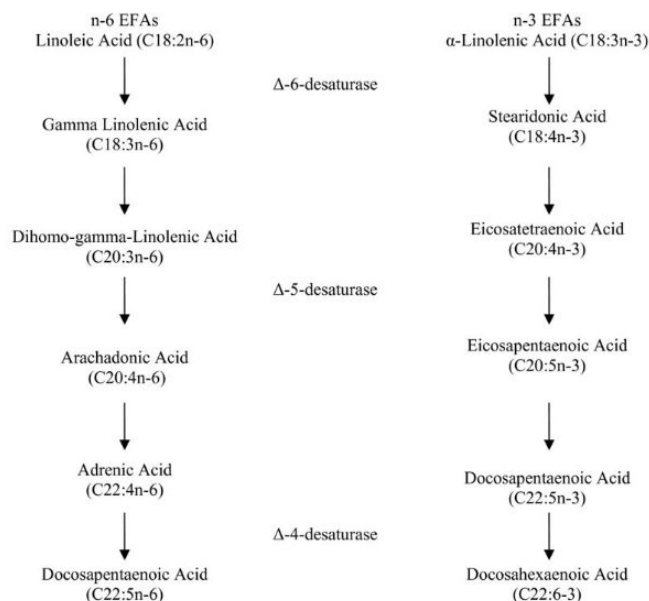 n-6 EFAs
Linoleic Acid (C18:2n-6)
n-3 EFAs
α-Linolenic Acid (C18:3n-3)
Δ-6-desaturase
Gamma Linolenic Acid
(C18:3n-6)
Stearidonic Acid
(C18:4n-3)
Dihomo-gamma-Linolenic Acid
(C20:3n-6)
Eicosatetraenoic Acid
(C20:4n-3)
Δ-5-desaturase
Arachadonic Acid
(C20:4n-6)
Eicosapentaenoic Acid
(C20:5n-3)
Adrenic Acid
(C22:4n-6)
Docosapentaenoic Acid
(C22:5n-3)
Δ-4-desaturase
Docosapentaenoic Acid
(C22:5n-6)
Docosahexaenoic Acid
(C22:6-3)